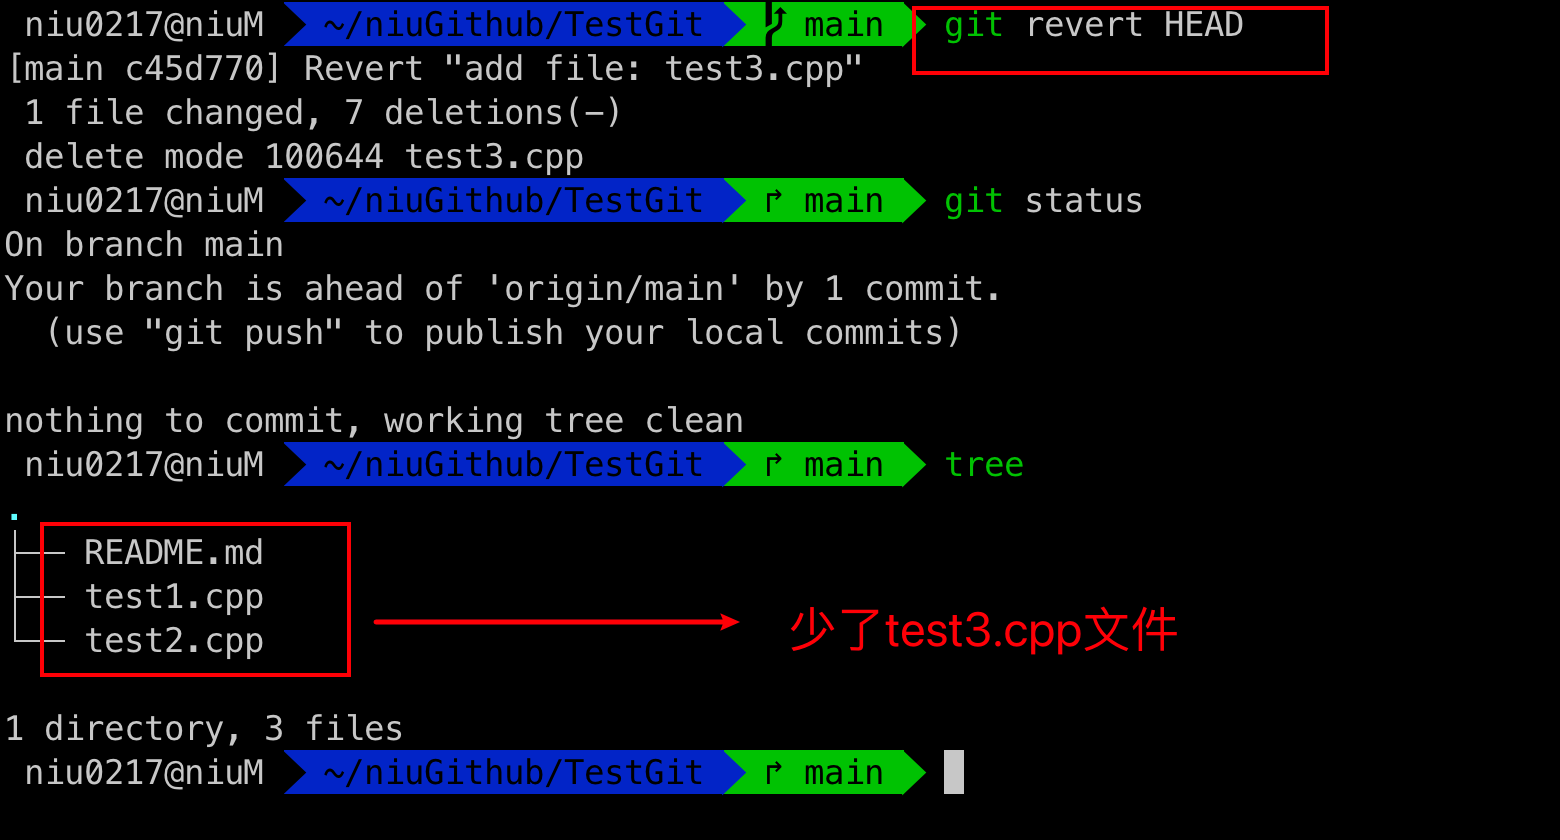 niu0217@niuM ~/niuGithub/TestGit main git revert HEAD
[main c45d770] Revert "add file: test3.cpp"
1 file changed, 7 deletions(-)
delete mode 100644 test3.cpp
niu0217@niuM ~/niuGithub/TestGit ↱ main git status
On branch main
Your branch is ahead of 'origin/main' by 1 commit.
(use "git push" to publish your local commits)
nothing to commit, working tree clean
niu0217@niuM ~/niuGithub/TestGit ↱ main tree
.
├── README.md
├── test1.cpp
└── test2.cpp
少了test3.cpp文件
1 directory, 3 files
niu0217@niuM ~/niuGithub/TestGit ↱ main